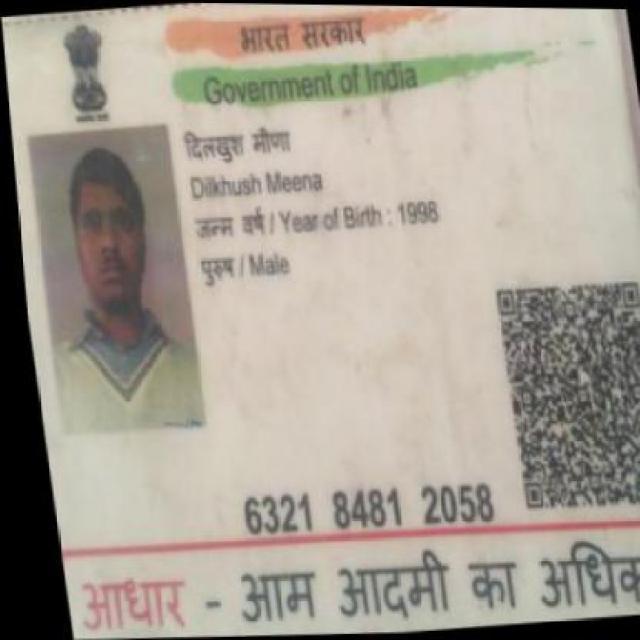 भारत सरकार
Government of India
दिलखुश मीणा
Dilkhush Meena
जन्म वर्ष / Year of Birth : 1998
पुरुष / Male
6321 8481 2058
आधार - आम आदमी का अधिक